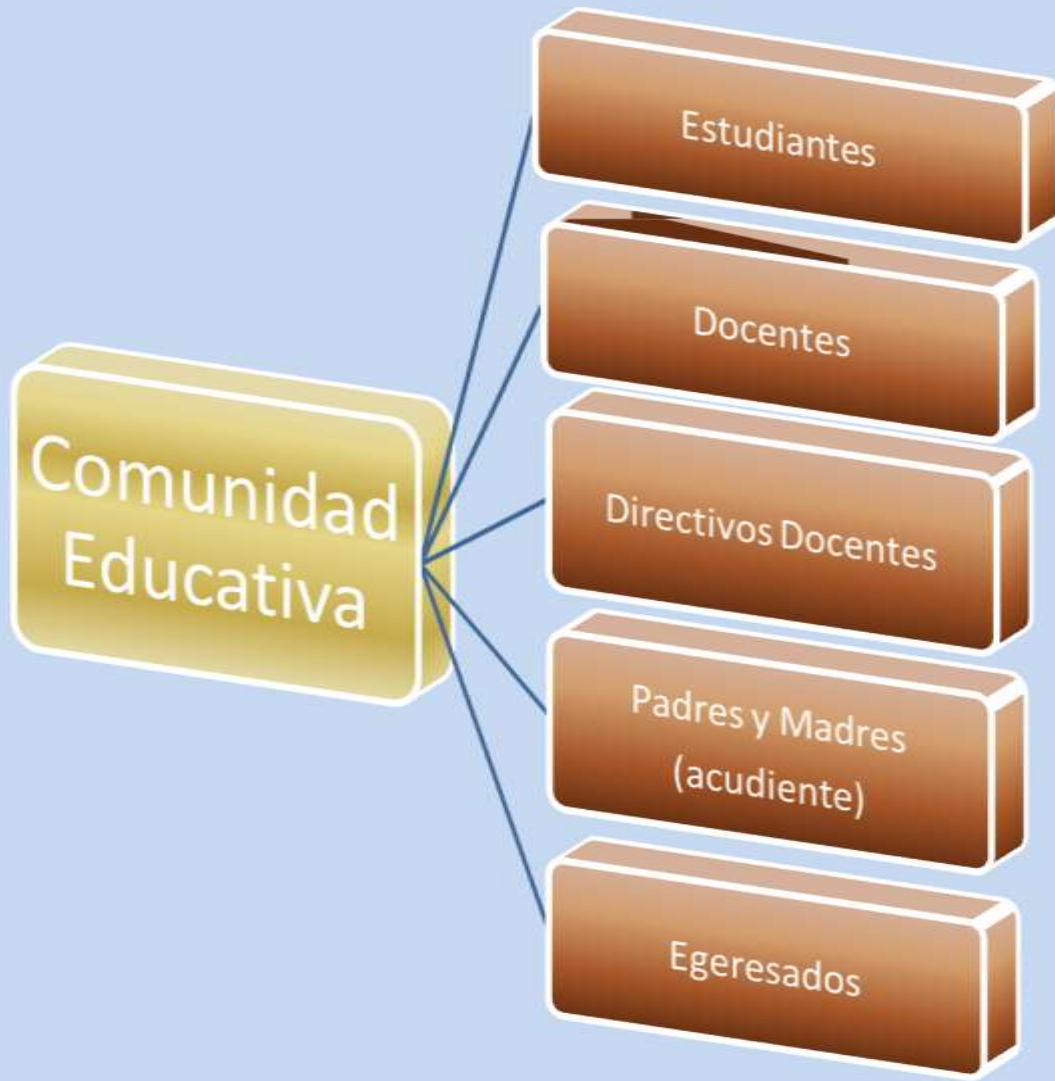 Comunidad
Educativa
Estudiantes
Docentes
Directivos Docentes
Padres y Madres
(acudiente)
Egeresados